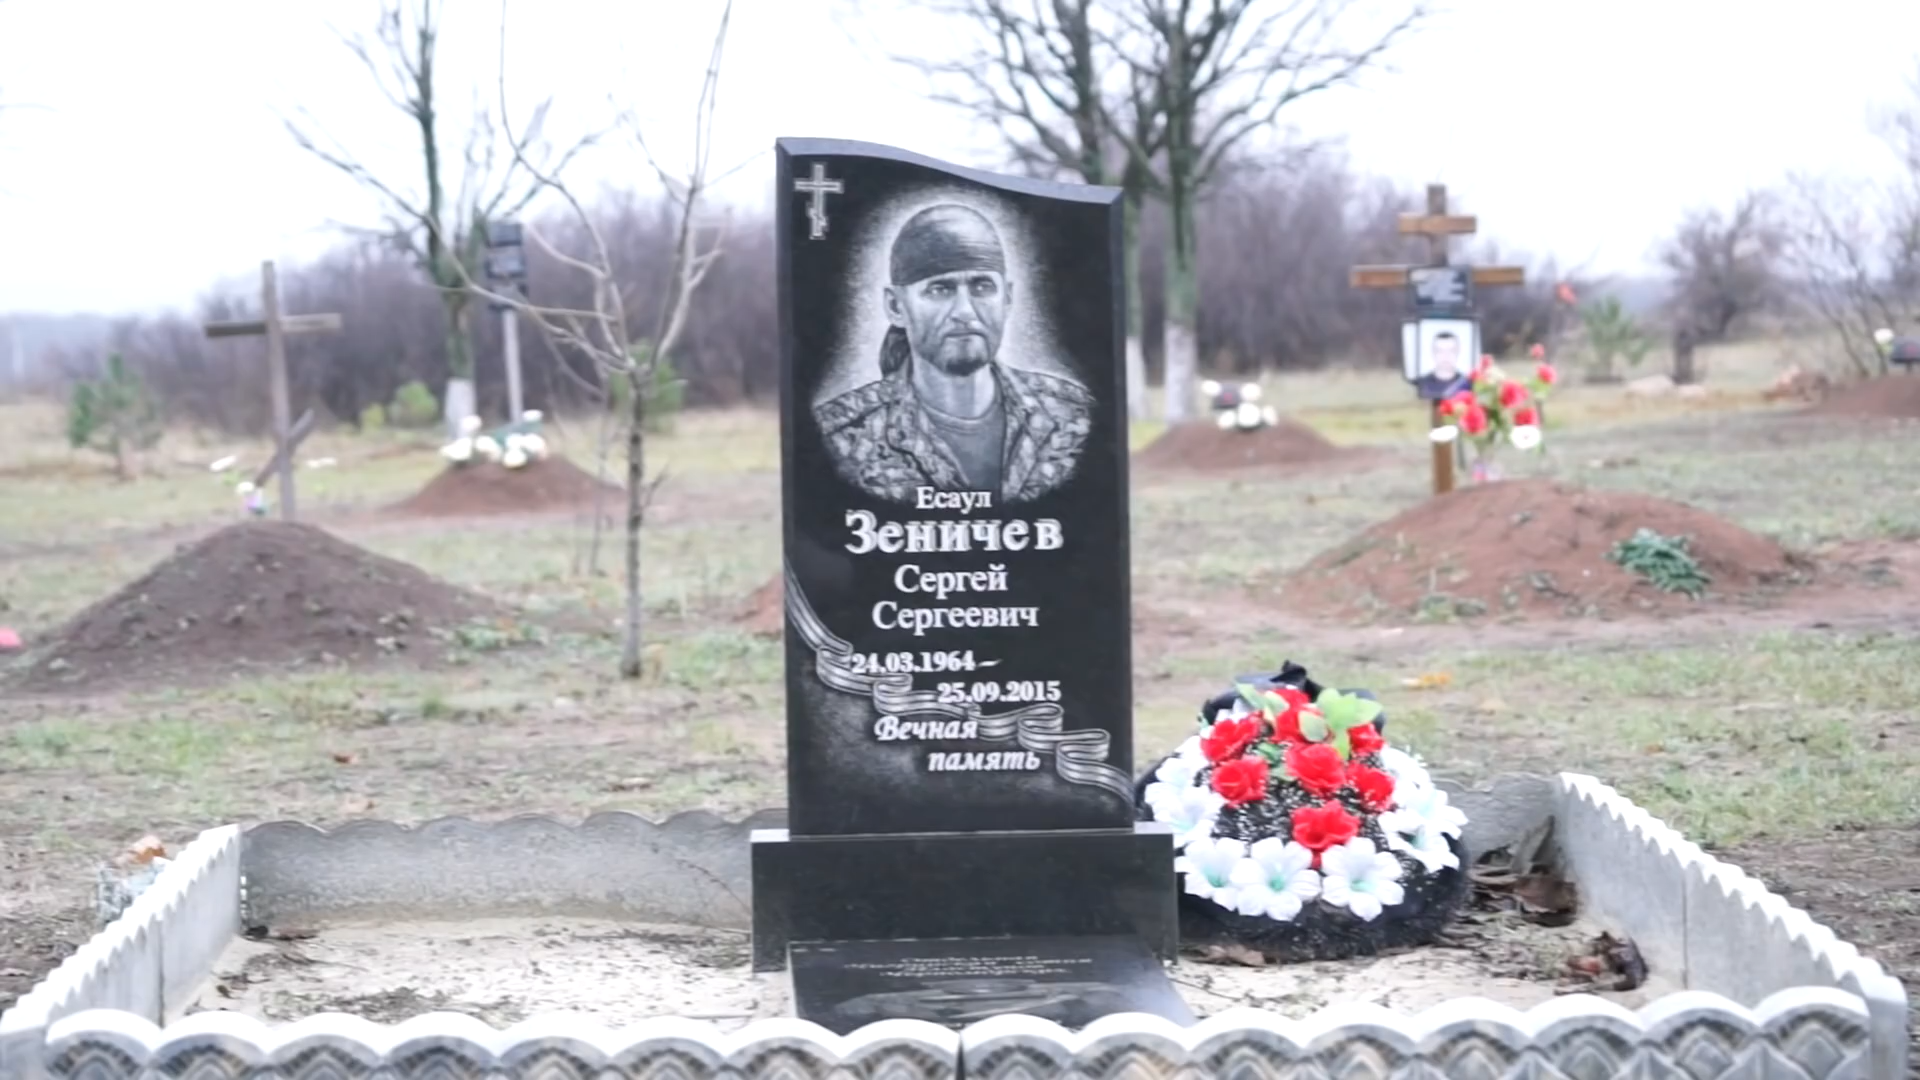 Есаул
Зеничев
Сергей
Сергеевич
24.03.1964 –
25.09.2015
Вечная
память